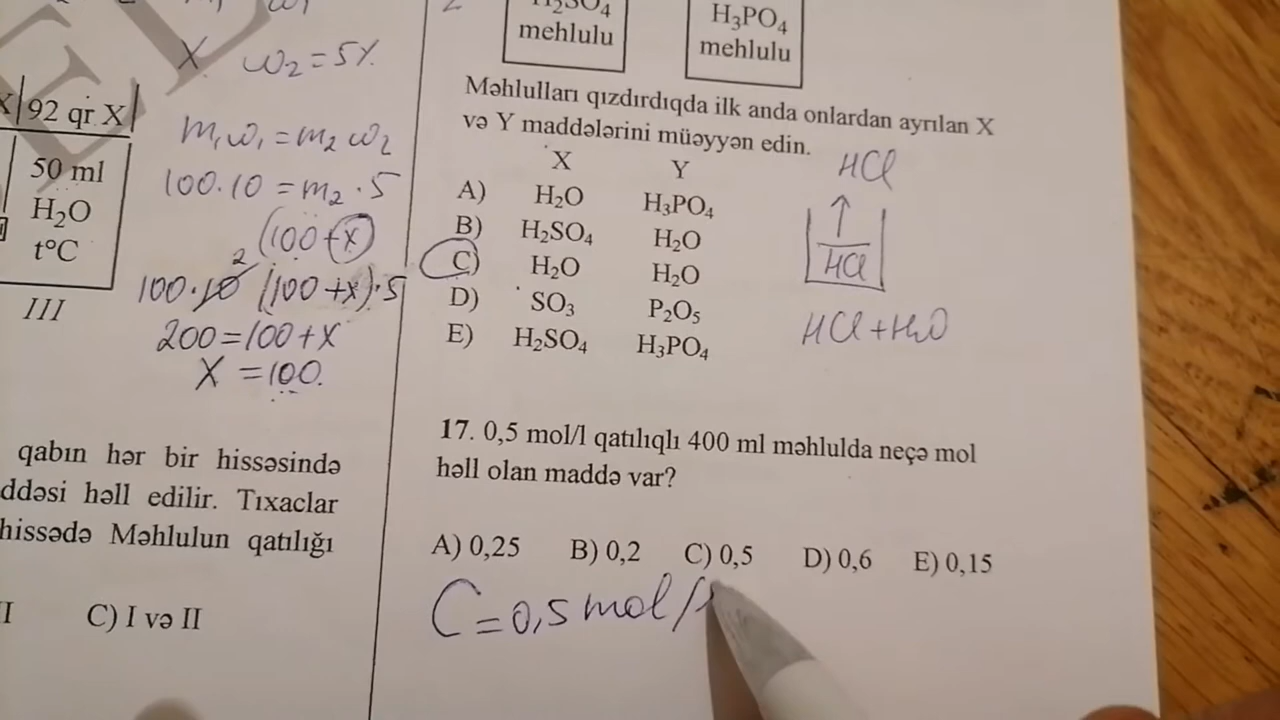 X ω₂=5%
m₁ω₁=m₂ω₂
100·10=m₂·5
(100+x)
2
100·10 (100+x)·5
200=100+x
X=100.
92 qr. X
50 ml
H₂O
t°C
III
qabın hər bir hissəsində
ddəsi həll edilir. Tıxaclar
hissədə Məhlulun qatılığı
I C) I və II
H₂SO₄
mehlulu
H₃PO₄
mehlulu
Məhlulları qızdırdıqda ilk anda onlardan ayrılan X
və Y maddələrini müəyyən edin.
X Y
A) H₂O H₃PO₄
B) H₂SO₄ H₂O
C) H₂O H₂O
D) SO₃ P₂O₅
E) H₂SO₄ H₃PO₄
HCl
↑
HCl
HCl+H₂O
17. 0,5 mol/l qatılıqlı 400 ml məhlulda neçə mol
həll olan maddə var?
A) 0,25 B) 0,2 C) 0,5 D) 0,6 E) 0,15
C=0,5 mol/